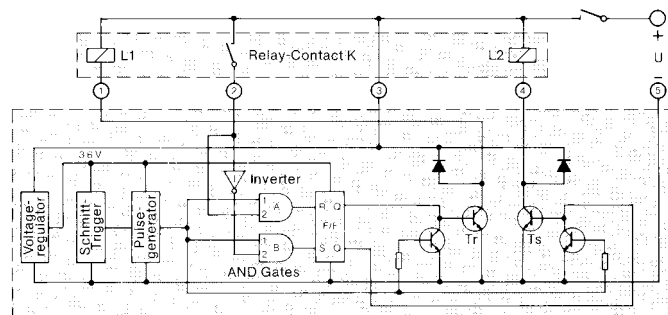 L1
Relay-Contact K
L2
+
U
−
1
2
3
4
5
3.6V
Voltage-
regulator
Schmitt-
Trigger
Pulse-
generator
1
Inverter
1
2
A
1
2
B
AND Gates
R Q
F/F
S Q
Tr
Ts